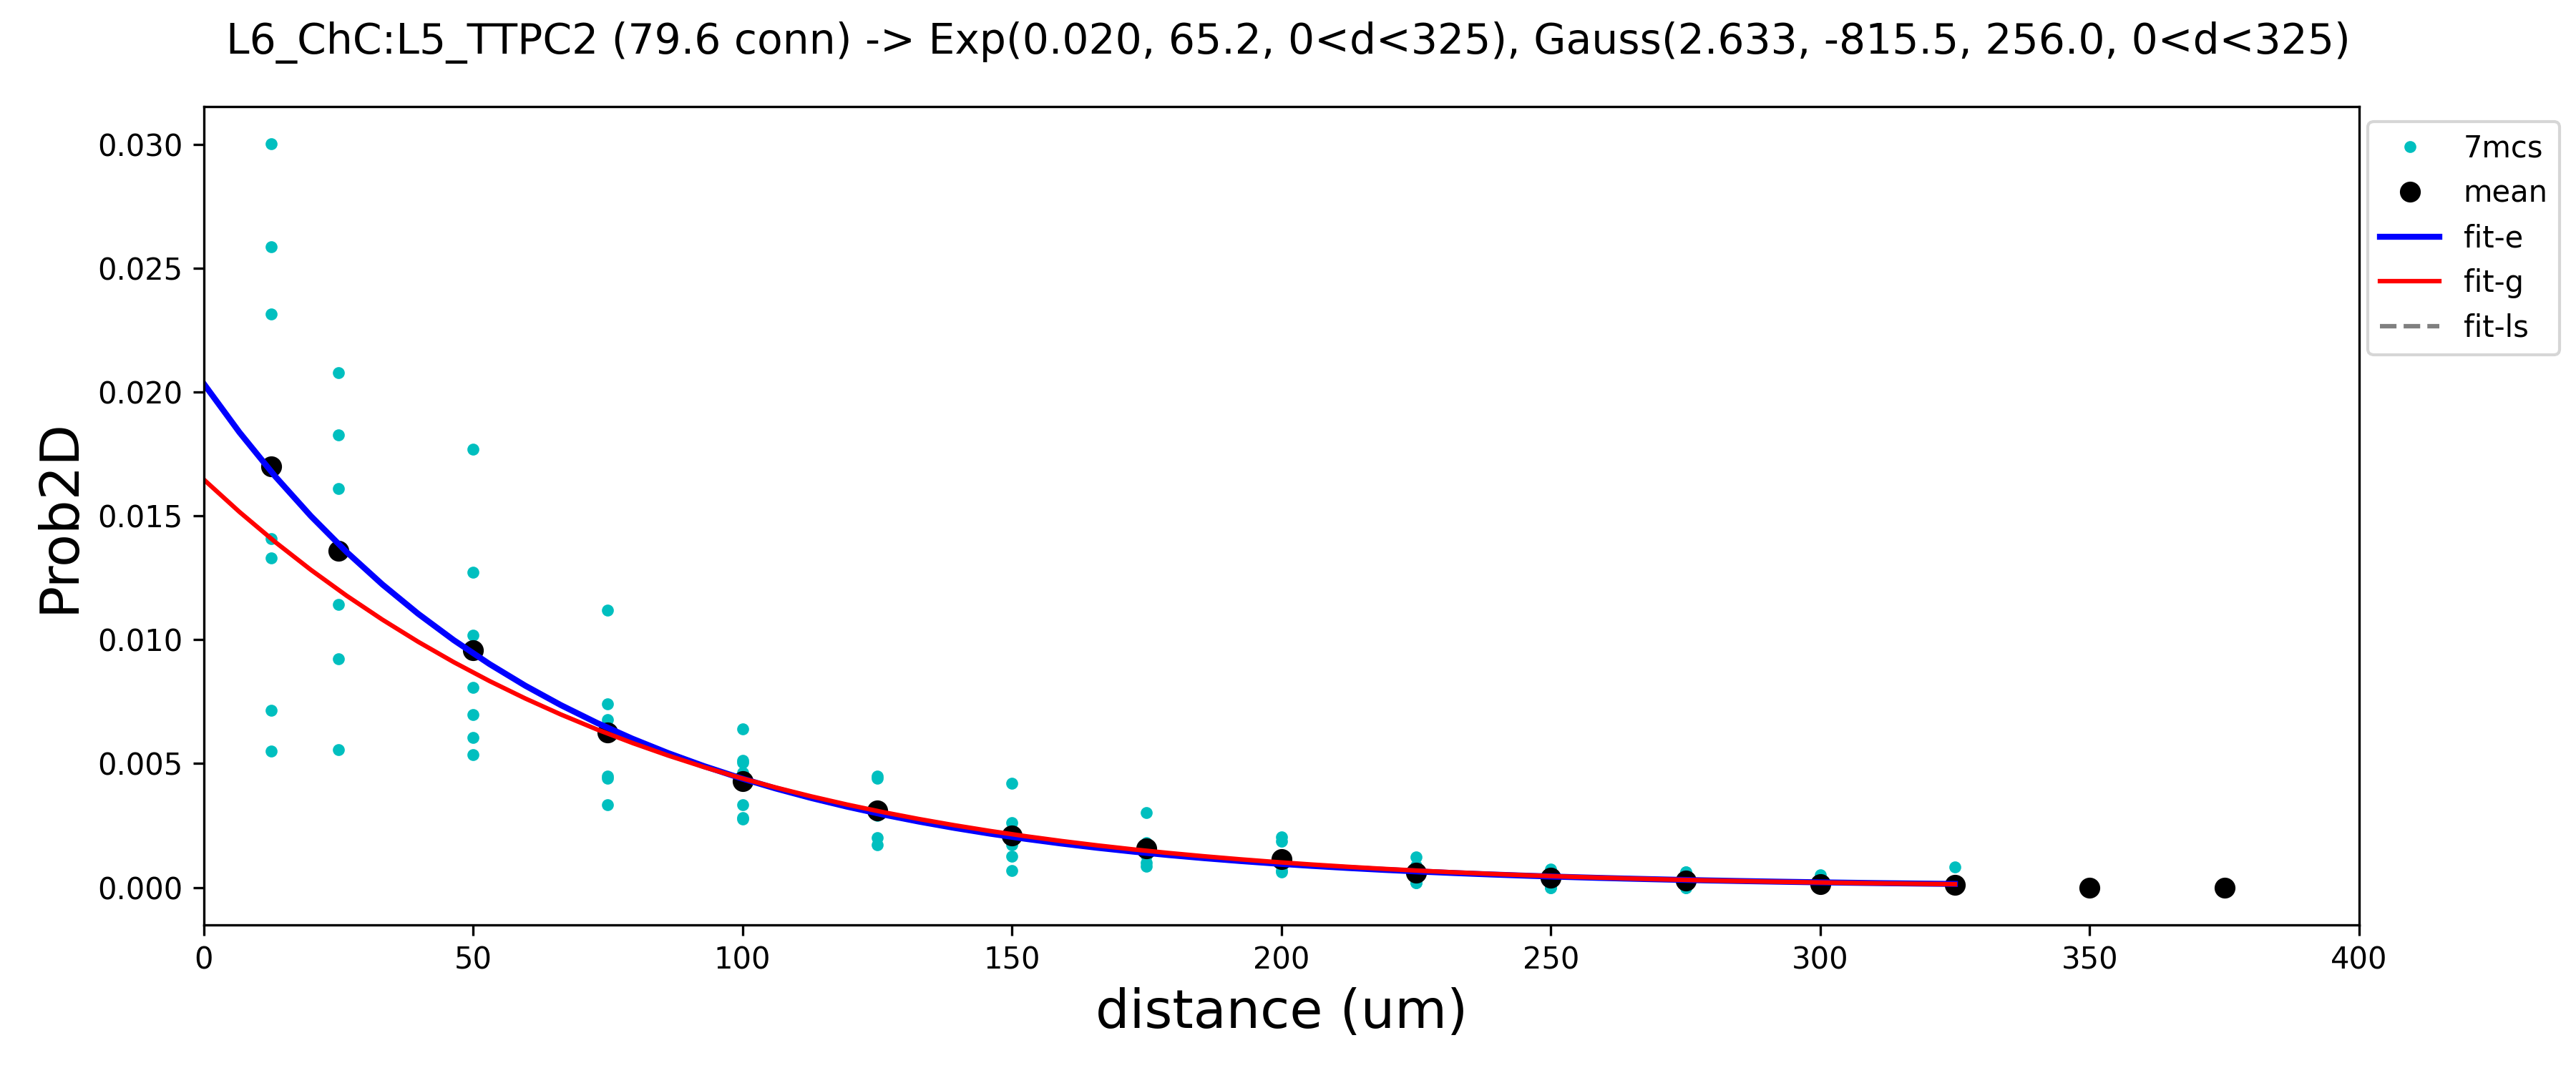 L6_ChC:L5_TTPC2 (79.6 conn) -> Exp(0.020, 65.2, 0<d<325), Gauss(2.633, -815.5, 256.0, 0<d<325)
0.030
0.025
0.020
0.015
0.010
0.005
0.000
Prob2D
0 50 100 150 200 250 300 350 400
distance (um)
7mcs
mean
fit-e
fit-g
fit-ls